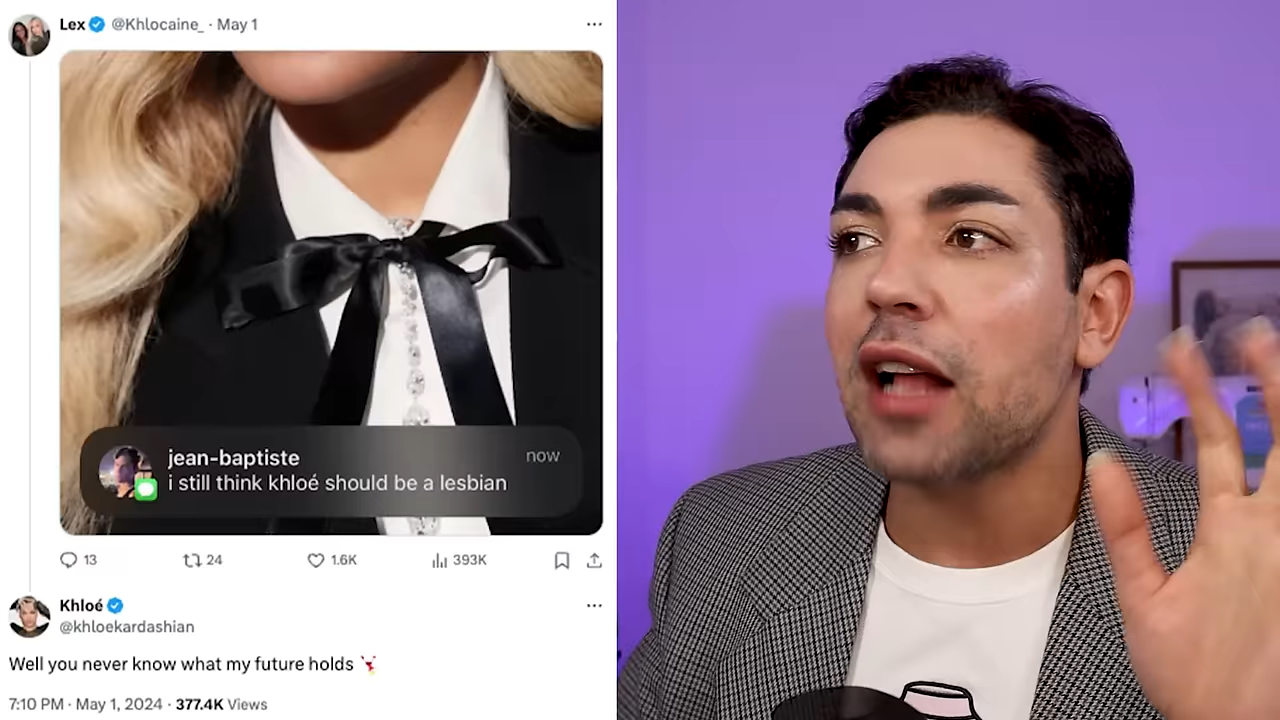 Lex @Khlocaine_ · May 1
jean-baptiste now
i still think khloé should be a lesbian
13 24 1.6K 393K
Khloé
@khloekardashian
Well you never know what my future holds
7:10 PM · May 1, 2024 · 377.4K Views